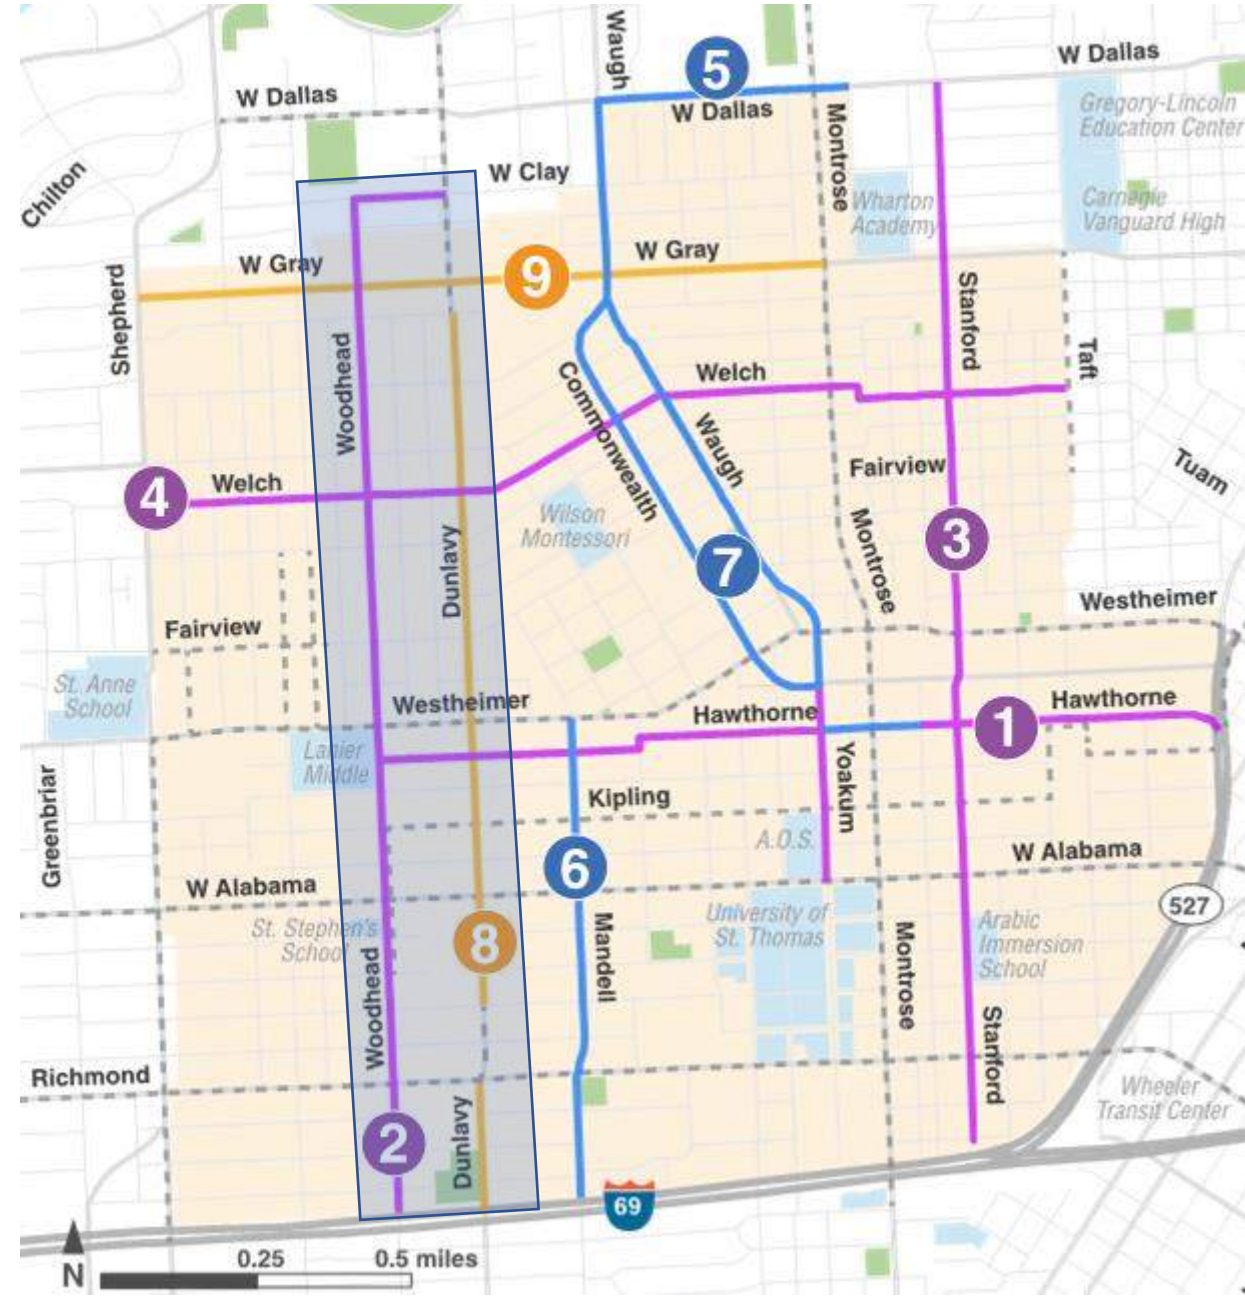 Waugh
5
W Dallas
W Dallas
W Dallas
Montrose
Gregory-Lincoln
Education Center
Chilton
W Clay
Wharton
Academy
Carnegie
Vanguard High
W Gray
W Gray
9
Shepherd
Stanford
Woodhead
Commonwealth
Welch
Taft
Waugh
Fairview
Tuam
4
Welch
Wilson
Montessori
Dunlavy
Montrose
3
7
Fairview
Westheimer
St. Anne
School
Westheimer
Hawthorne
Hawthorne
1
Lanier
Middle
Greenbriar
Kipling
Yoakum
A.O.S.
6
W Alabama
W Alabama
527
St. Stephen's
School
8
Mandell
University of
St. Thomas
Arabic
Immersion
School
Woodhead
Montrose
Stanford
Richmond
Wheeler
Transit Center
2
Dunlavy
69
N
0.25
0.5 miles